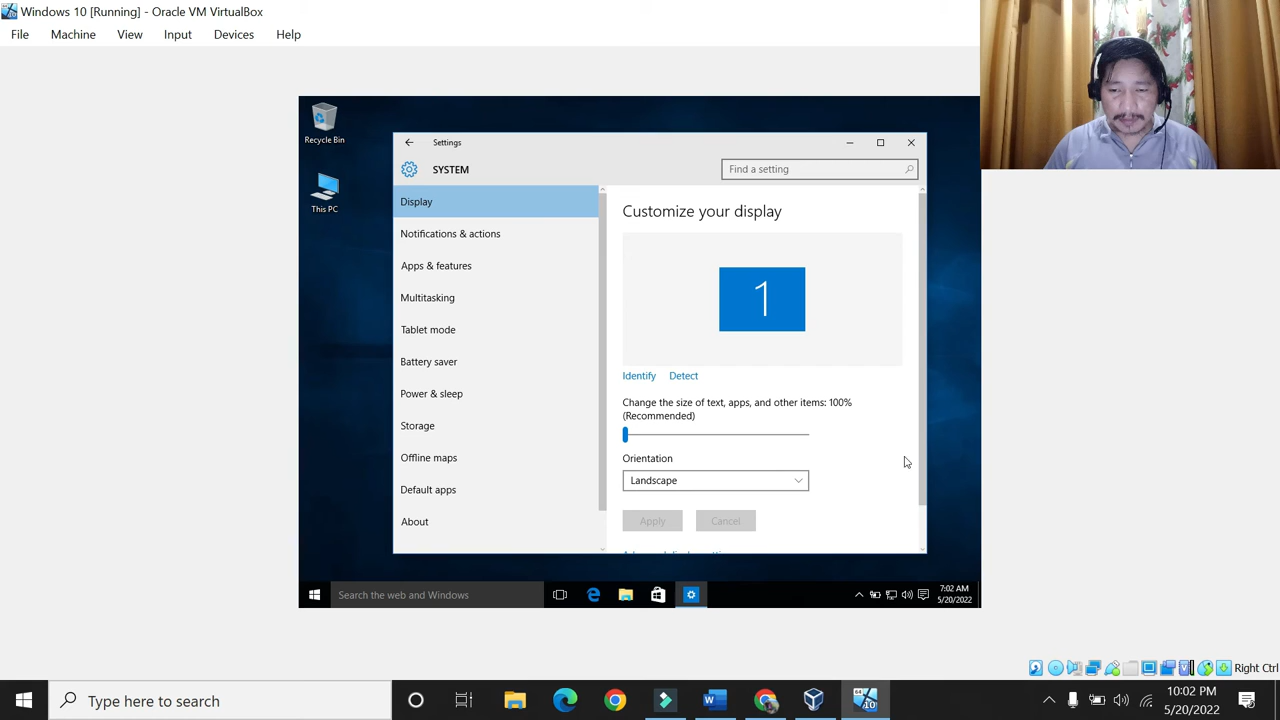 Windows 10 [Running] - Oracle VM VirtualBox
File Machine View Input Devices Help
Recycle Bin
This PC
Settings
SYSTEM
Find a setting
Display
Notifications & actions
Apps & features
Multitasking
Tablet mode
Battery saver
Power & sleep
Storage
Offline maps
Default apps
About
Customize your display
1
Identify Detect
Change the size of text, apps, and other items: 100%
(Recommended)
Orientation
Landscape
Apply Cancel
Search the web and Windows
7:02 AM
5/20/2022
Right Ctrl
Type here to search
10:02 PM
5/20/2022